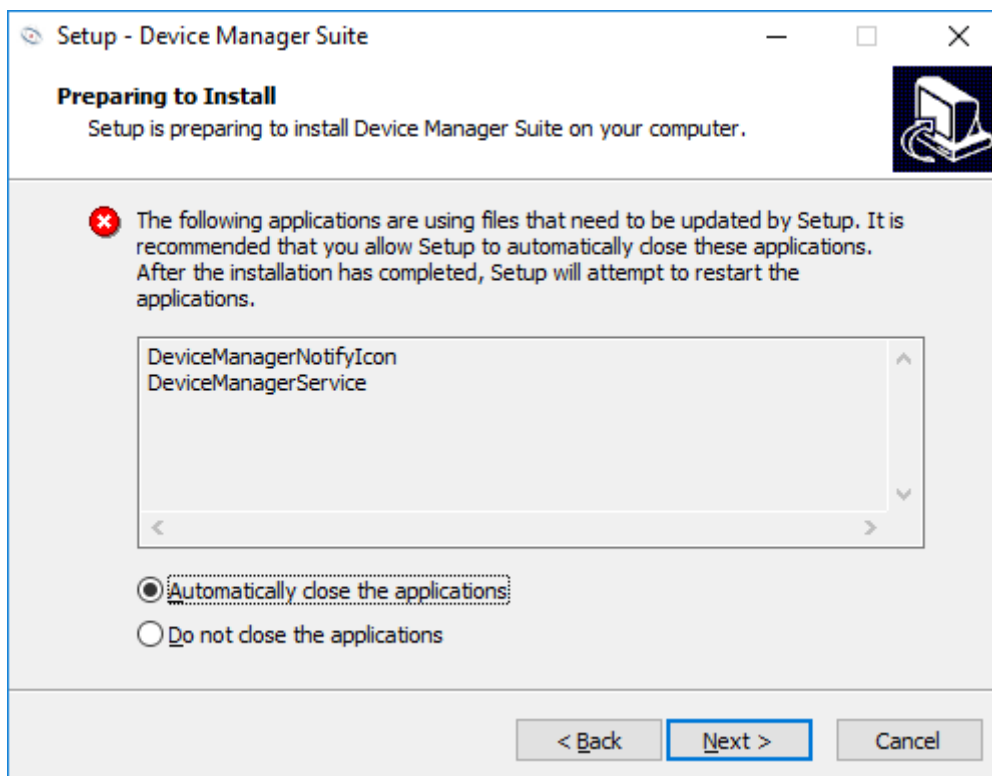 Setup - Device Manager Suite
Preparing to Install
Setup is preparing to install Device Manager Suite on your computer.
The following applications are using files that need to be updated by Setup. It is
recommended that you allow Setup to automatically close these applications.
After the installation has completed, Setup will attempt to restart the
applications.
DeviceManagerNotifyIcon
DeviceManagerService
Automatically close the applications
Do not close the applications
< Back
Next >
Cancel